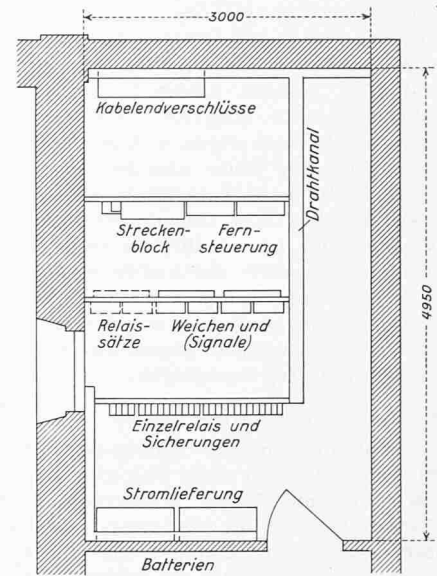 3000
Kabelendverschlüsse
Drahtkanal
Strecken-
block
Fern-
steuerung
4950
Relais-
sätze
Weichen und
(Signale)
Einzelrelais und
Sicherungen
Stromlieferung
Batterien